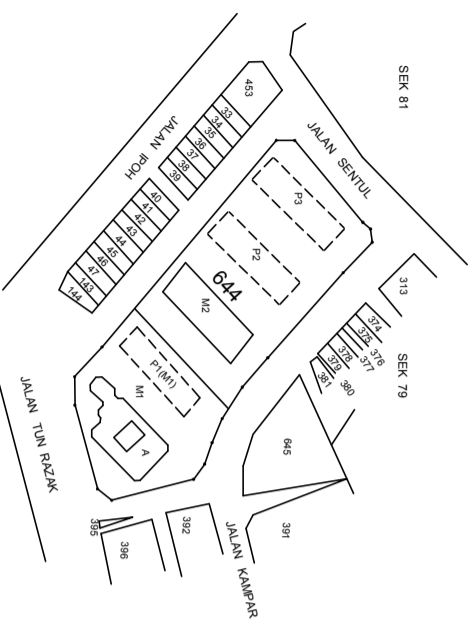 SEK 81
453
33
34
35
36
37
38
39
JALAN IPOH
40
41
42
43
44
45
46
47
143
144
JALAN SENTUL
P3
P2
644
M2
P1(M1)
M1
A
313
374
375
376
377
378
379
380
381
SEK 79
645
391
JALAN KAMPAR
392
395
396
JALAN TUN RAZAK